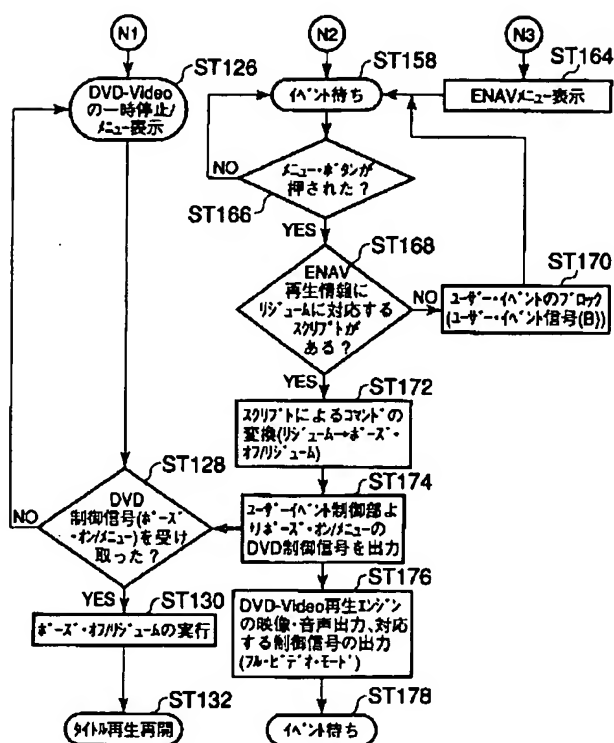 N1
N2
N3
ST126
DVD-Video
の一時停止/
メニュー表示
ST158
イベント待ち
ST164
ENAVメニュー表示
NO
メニュー・ボタンが
押された?
ST166
YES
ST168
ENAV
再生情報に
リジュームに対応する
スクリプトが
ある?
NO
ST170
ユーザー・イベントのブロック
(ユーザー・イベント信号(B))
YES
ST172
スクリプトによるコマンドの
変換(リジューム→ポーズ・
オフ/リジューム)
ST128
DVD
制御信号(ポーズ
・オン/メニュー)を受け
取った?
NO
ST174
ユーザーイベント制御部よ
りポーズ・オン/メニューの
DVD制御信号を出力
YES
ST130
ポーズ・オフ/リジュームの実行
ST176
DVD-Video再生エンジン
の映像・音声出力、対応
する制御信号の出力
(フル・ビデオ・モード)
ST132
タイトル再生再開
ST178
イベント待ち